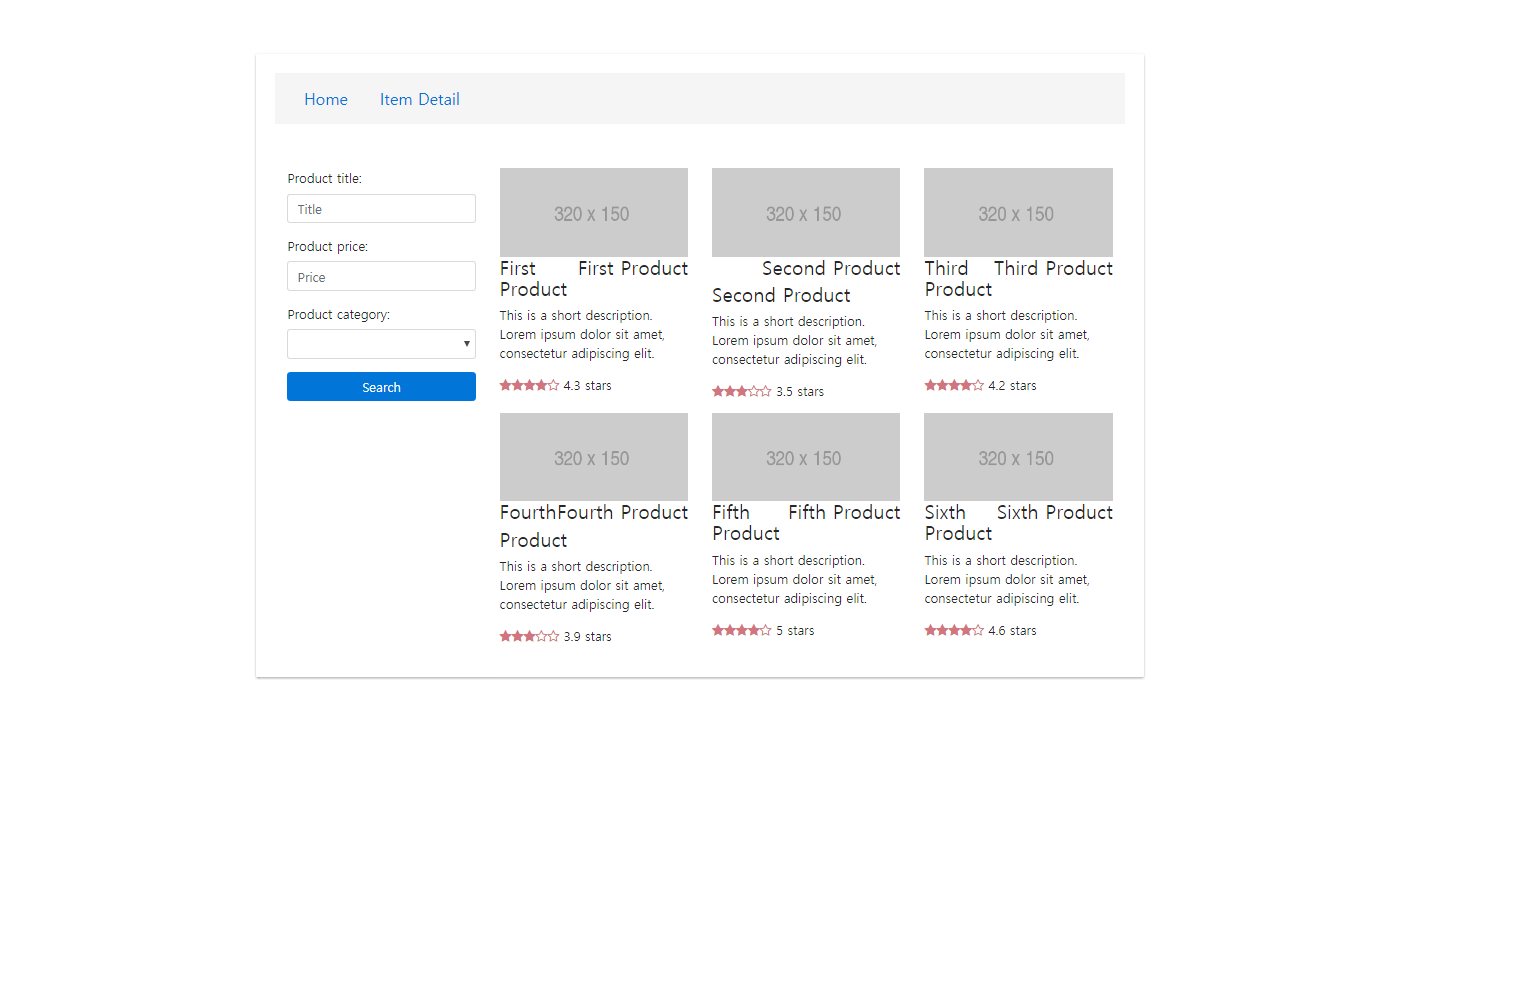 Home Item Detail
Product title:
Title
Product price:
Price
Product category:
Search
320 x 150
First First Product
Product
This is a short description.
Lorem ipsum dolor sit amet,
consectetur adipiscing elit.
4.3 stars
320 x 150
Second Product
Second Product
This is a short description.
Lorem ipsum dolor sit amet,
consectetur adipiscing elit.
3.5 stars
320 x 150
Third Third Product
Product
This is a short description.
Lorem ipsum dolor sit amet,
consectetur adipiscing elit.
4.2 stars
320 x 150
FourthFourth Product
Product
This is a short description.
Lorem ipsum dolor sit amet,
consectetur adipiscing elit.
3.9 stars
320 x 150
Fifth Fifth Product
Product
This is a short description.
Lorem ipsum dolor sit amet,
consectetur adipiscing elit.
5 stars
320 x 150
Sixth Sixth Product
Product
This is a short description.
Lorem ipsum dolor sit amet,
consectetur adipiscing elit.
4.6 stars